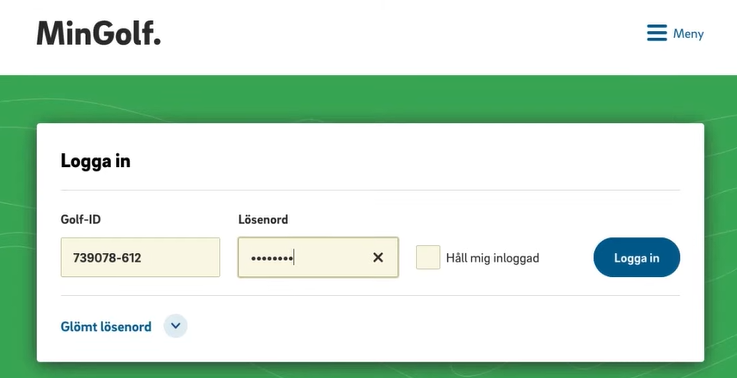 MinGolf.
Meny
Logga in
Golf-ID
Lösenord
739078-612
••••••••
Håll mig inloggad
Logga in
Glömt lösenord